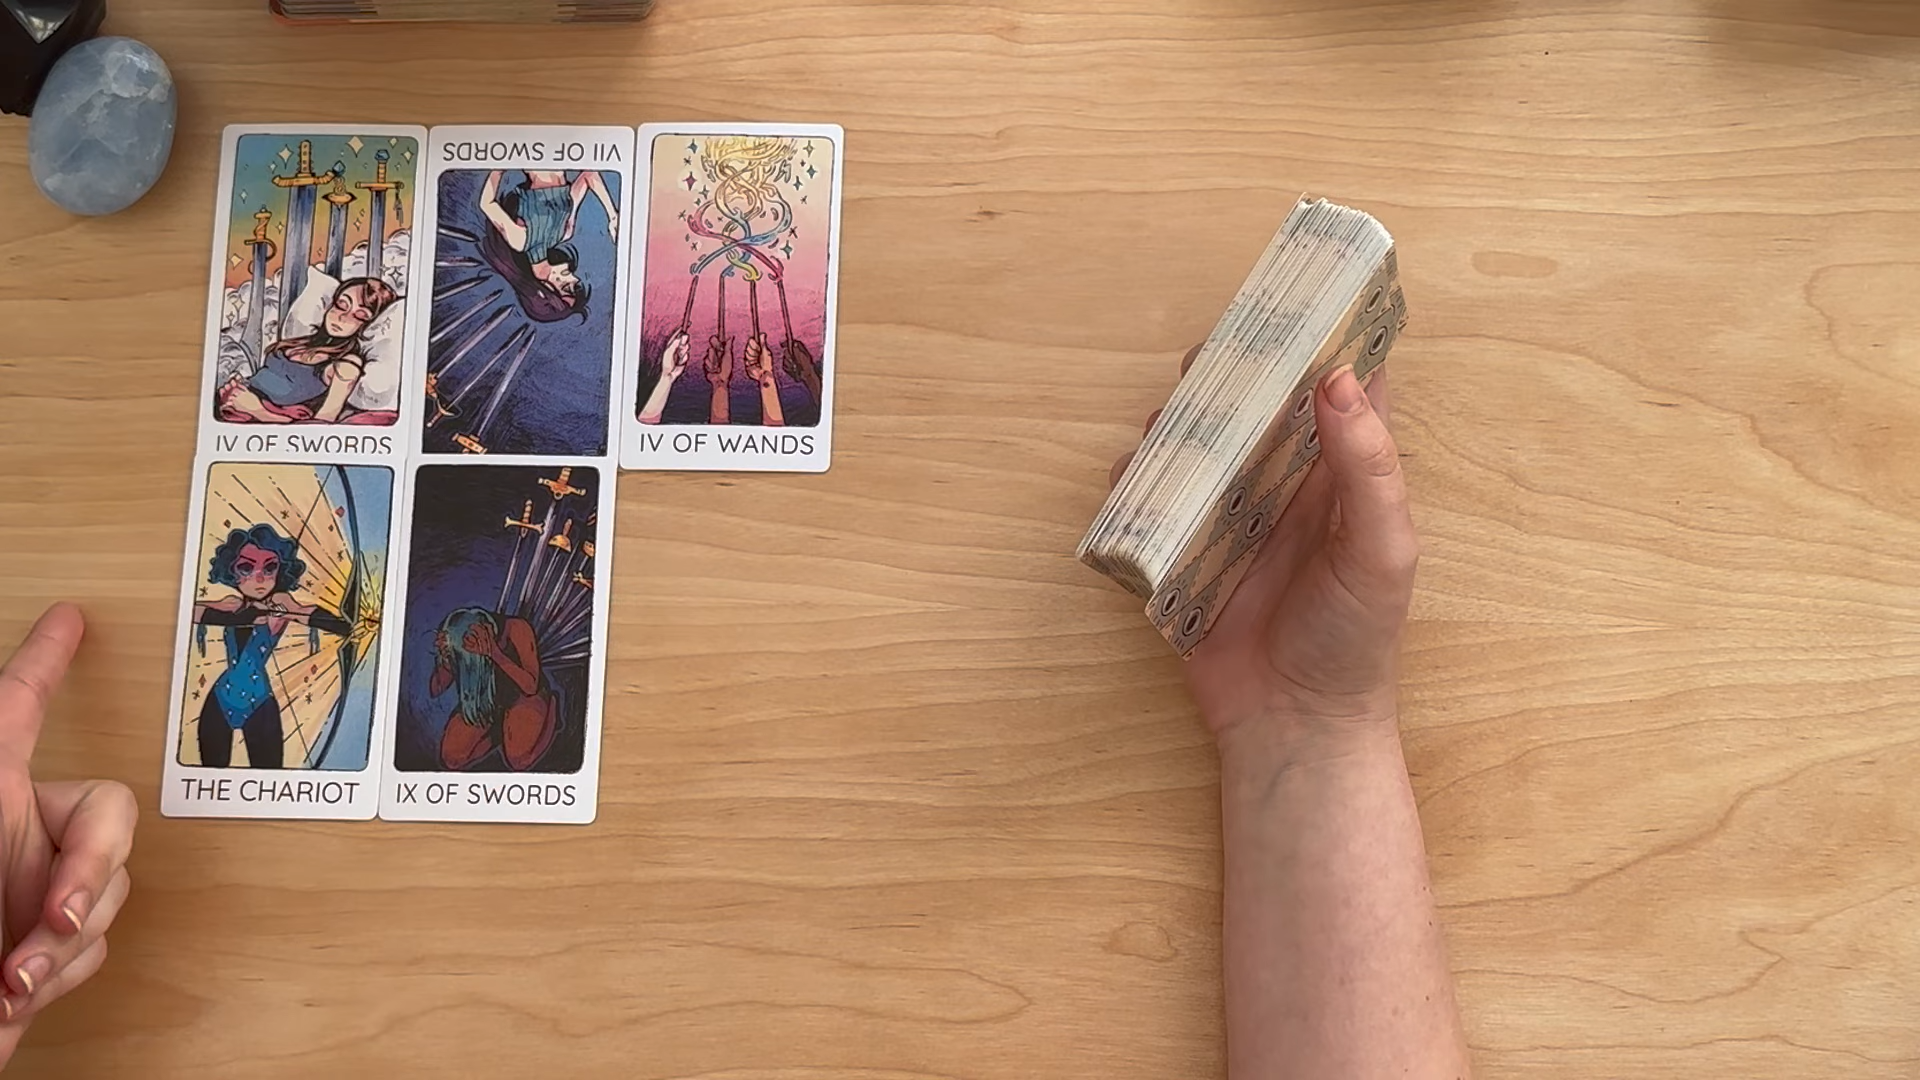 VII OF SWORDS
IV OF SWORDS
IV OF WANDS
THE CHARIOT
IX OF SWORDS